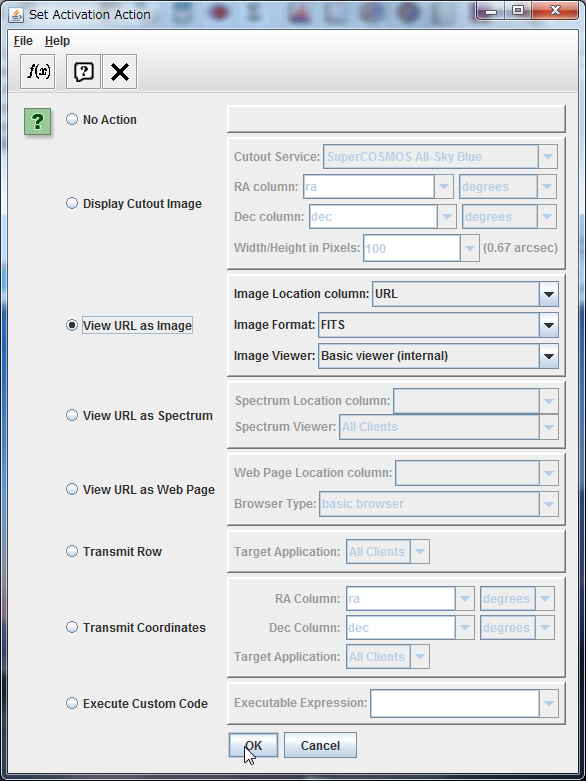 Set Activation Action
File Help
f(x) ?
? No Action
Display Cutout Image
Cutout Service: SuperCOSMOS All-Sky Blue
RA column: ra degrees
Dec column: dec degrees
Width/Height in Pixels: 100 (0.67 arcsec)
View URL as Image
Image Location column: URL
Image Format: FITS
Image Viewer: Basic viewer (internal)
View URL as Spectrum
Spectrum Location column:
Spectrum Viewer: All Clients
View URL as Web Page
Web Page Location column:
Browser Type: basic browser
Transmit Row
Target Application: All Clients
Transmit Coordinates
RA Column: ra degrees
Dec Column: dec degrees
Target Application: All Clients
Execute Custom Code
Executable Expression:
OK Cancel